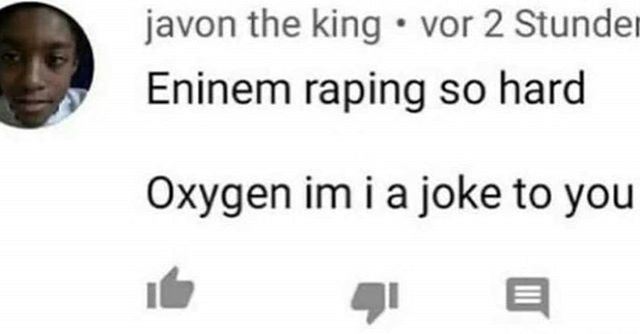 javon the king • vor 2 Stunden
Eninem raping so hard
Oxygen im i a joke to you